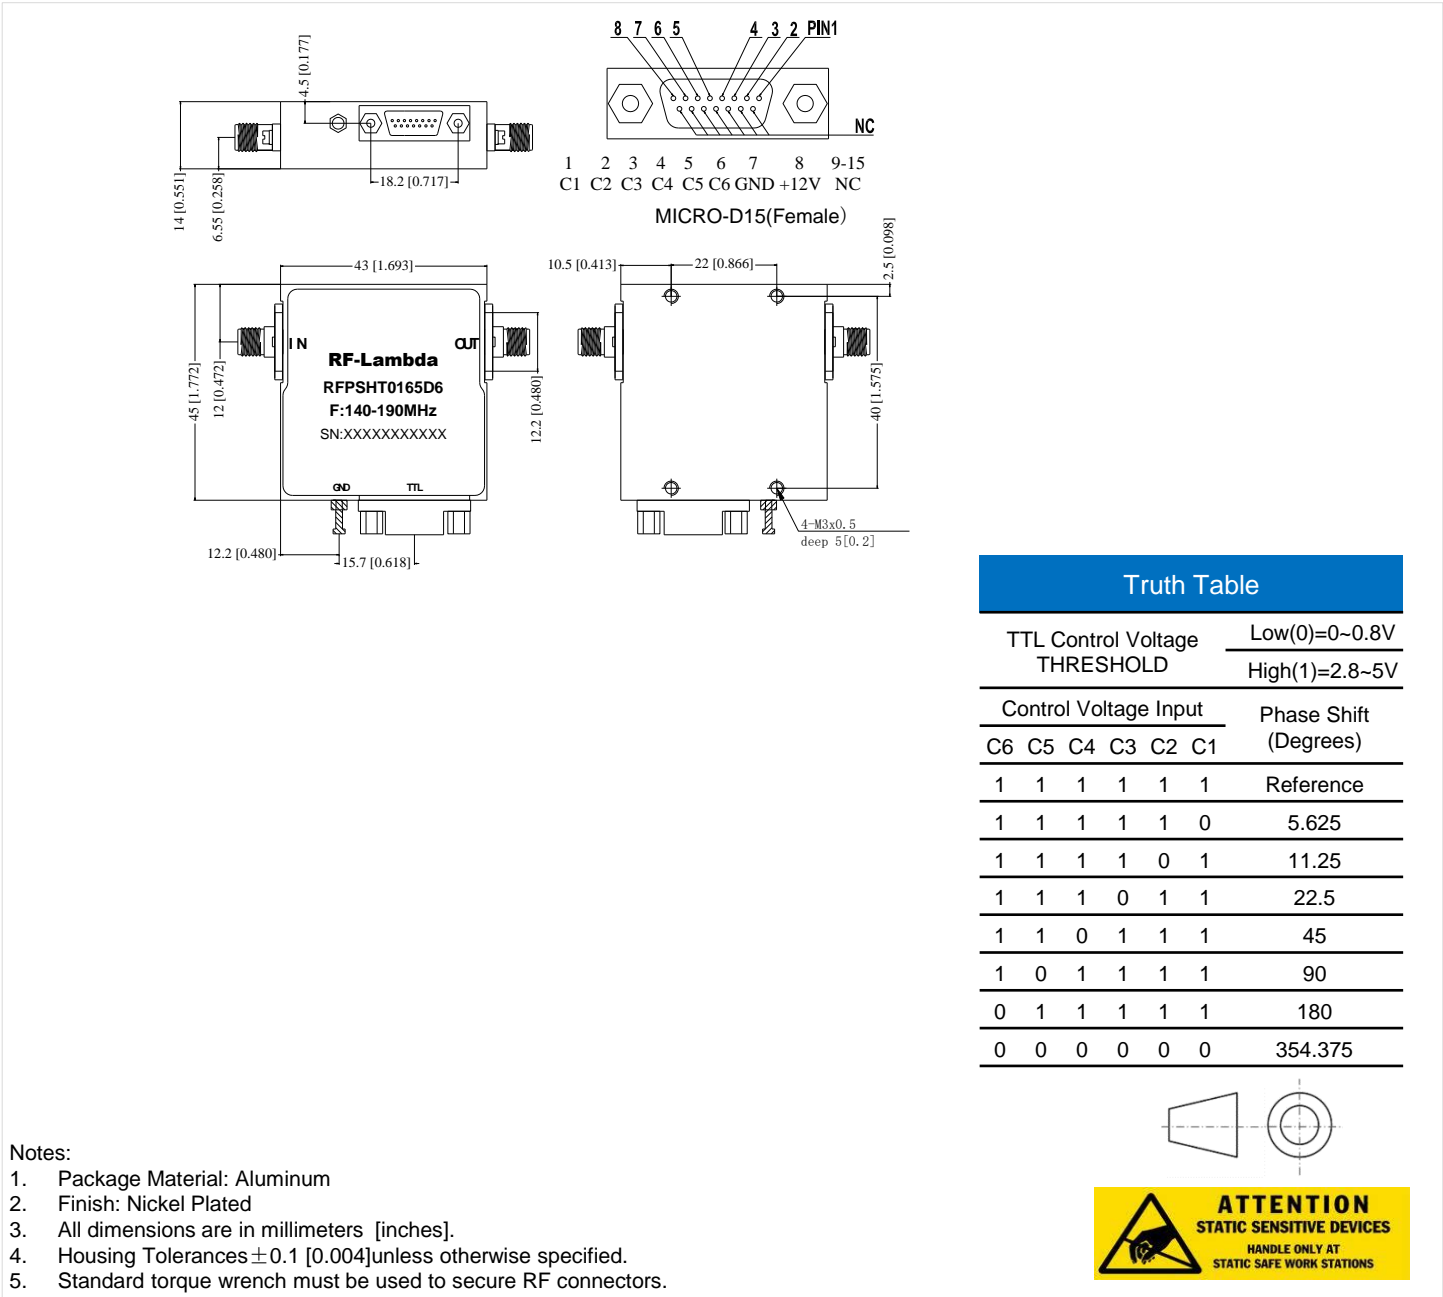 8 7 6 5 4 3 2 PIN1
NC
1 2 3 4 5 6 7 8 9-15
C1 C2 C3 C4 C5 C6 GND +12V NC
MICRO-D15(Female)
4.5 [0.177]
14 [0.551]
6.55 [0.258]
18.2 [0.717]
43 [1.693]
45 [1.772]
12 [0.472]
IN
OUT
RF-Lambda
RFPSHT0165D6
F:140-190MHz
SN:XXXXXXXXXXX
GND TTL
12.2 [0.480]
12.2 [0.480]
15.7 [0.618]
10.5 [0.413]
22 [0.866]
2.5 [0.098]
40 [1.575]
4-M3x0.5
deep 5[0.2]
Truth Table
TTL Control Voltage
THRESHOLD
Low(0)=0~0.8V
High(1)=2.8~5V
Control Voltage Input
Phase Shift
(Degrees)
C6 C5 C4 C3 C2 C1
1 1 1 1 1 1 Reference
1 1 1 1 1 0 5.625
1 1 1 1 0 1 11.25
1 1 1 0 1 1 22.5
1 1 0 1 1 1 45
1 0 1 1 1 1 90
0 1 1 1 1 1 180
0 0 0 0 0 0 354.375
ATTENTION
STATIC SENSITIVE DEVICES
HANDLE ONLY AT
STATIC SAFE WORK STATIONS
Notes:
1. Package Material: Aluminum
2. Finish: Nickel Plated
3. All dimensions are in millimeters [inches].
4. Housing Tolerances±0.1 [0.004]unless otherwise specified.
5. Standard torque wrench must be used to secure RF connectors.